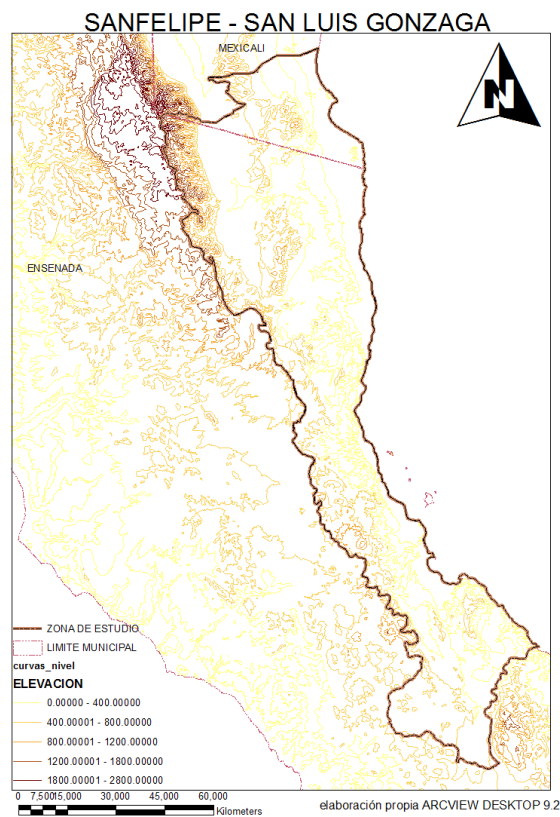 SANFELIPE - SAN LUIS GONZAGA
MEXICALI
N
ENSENADA
ZONA DE ESTUDIO
LIMITE MUNICIPAL
curvas_nivel
ELEVACION
0.00000 - 400.00000
400.00001 - 800.00000
800.00001 - 1200.00000
1200.00001 - 1800.00000
1800.00001 - 2800.00000
0 7,500 15,000 30,000 45,000 60,000
Kilometers
elaboración propia ARCVIEW DESKTOP 9.2